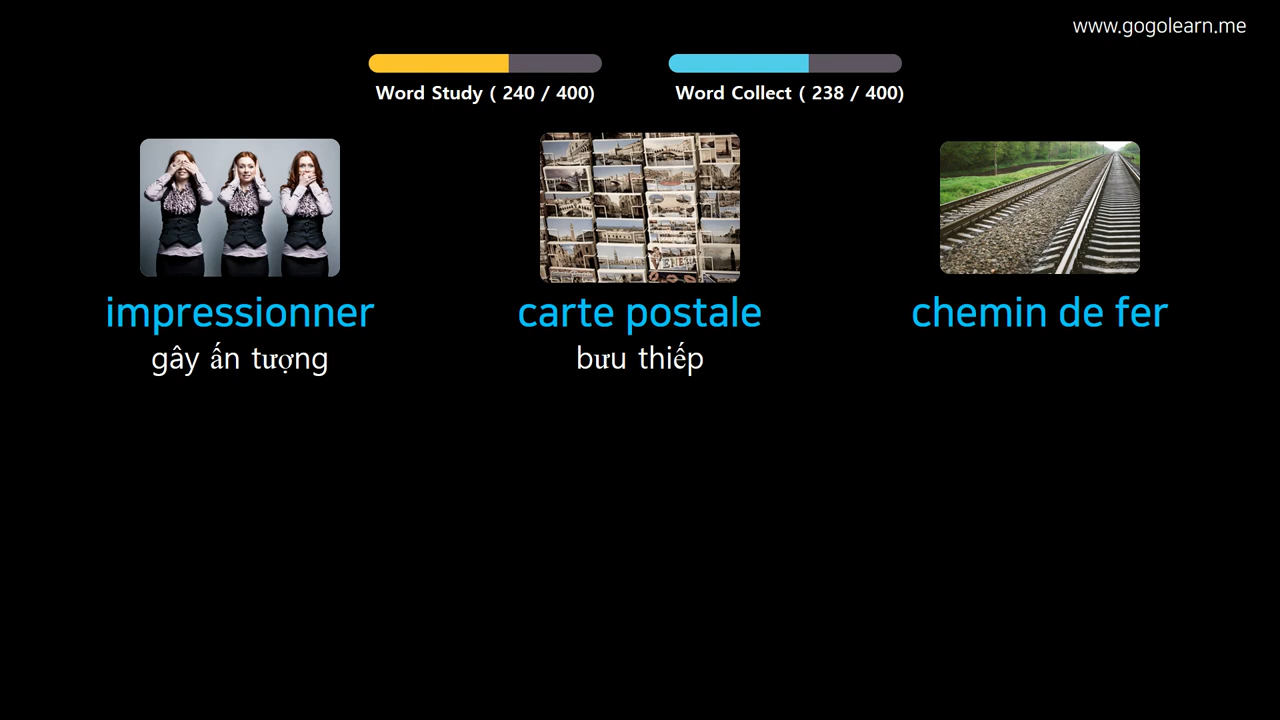 www.gogolearn.me
Word Study ( 240 / 400)
Word Collect ( 238 / 400)
impressionner
gây ấn tượng
carte postale
bưu thiếp
chemin de fer